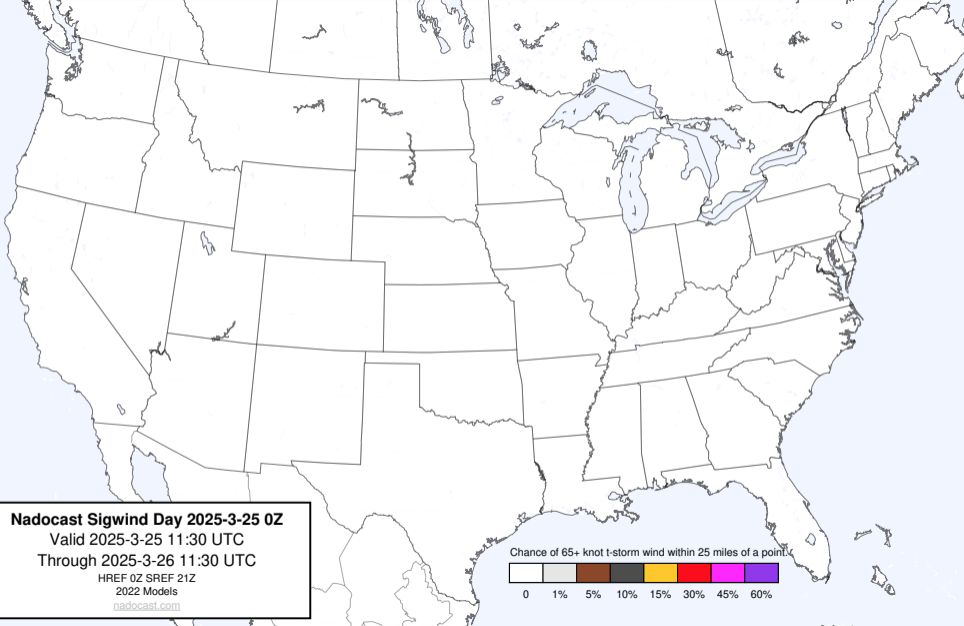 Nadocast Sigwind Day 2025-3-25 0Z
Valid 2025-3-25 11:30 UTC
Through 2025-3-26 11:30 UTC
HREF 0Z SREF 21Z
2022 Models
nadocast.com
Chance of 65+ knot t-storm wind within 25 miles of a point.
0 1% 5% 10% 15% 30% 45% 60%